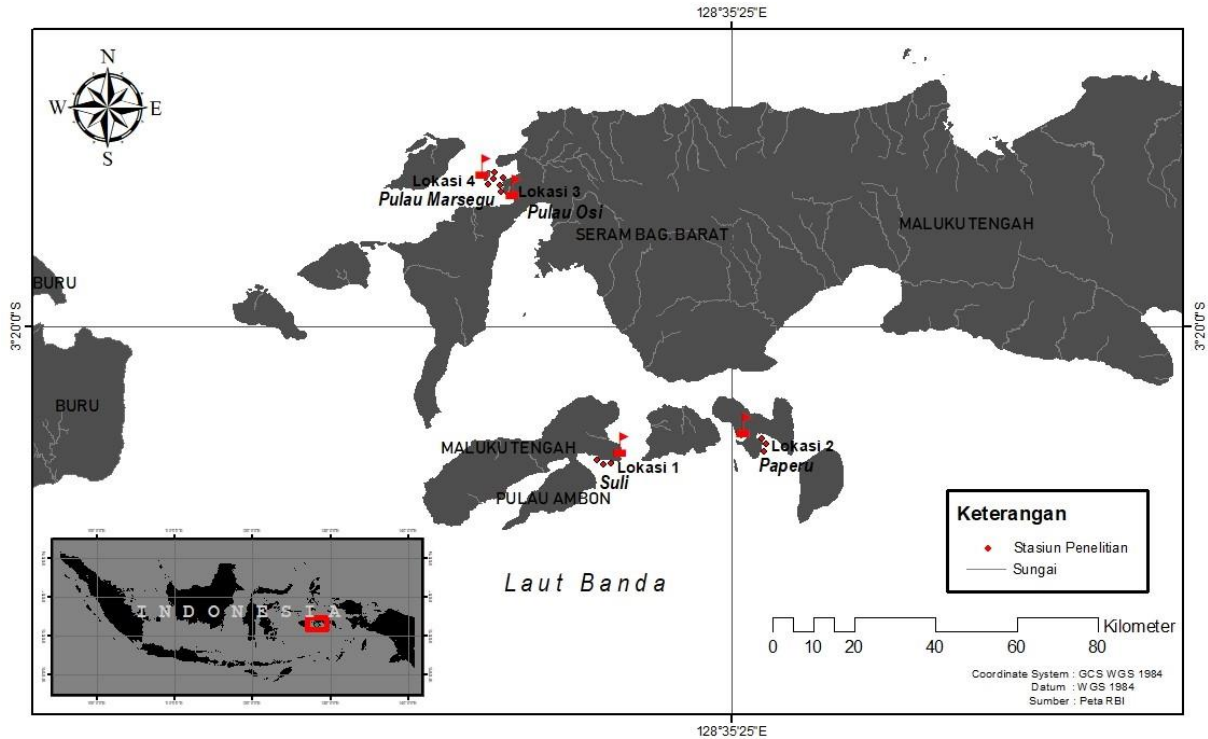 128°35'25"E
N
W E
S
Lokasi 4
Pulau Marsegu
Lokasi 3
Pulau Osi
SERAM BAG. BARAT
MALUKU TENGAH
BURU
3°20'0"S
3°20'0"S
BURU
MALUKU TENGAH
Lokasi 1
Suli
PULAU AMBON
Lokasi 2
Paperu
Keterangan
Stasiun Penelitian
Sungai
Laut Banda
INDONESIA
Kilometer
0 10 20 40 60 80
Coordinate System : GCS WGS 1984
Datum : WGS 1984
Sumber : Peta RBI
128°35'25"E